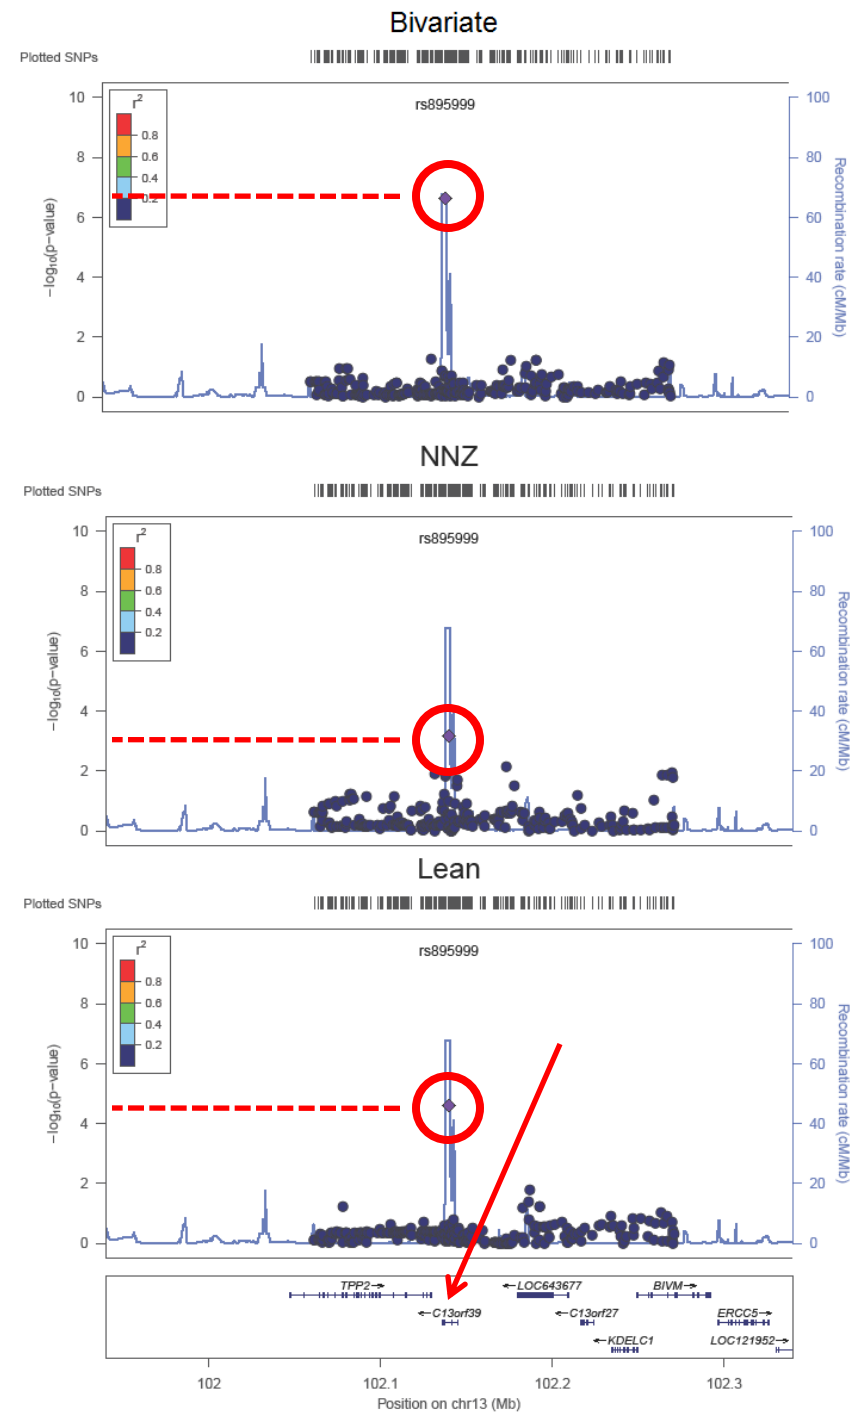 Bivariate
Plotted SNPs
rs895999
r2
0.8
0.6
0.4
0.2
10
8
6
4
2
0
−log10(p−value)
100
80
60
40
20
0
Recombination rate (cM/Mb)
NNZ
Plotted SNPs
rs895999
r2
0.8
0.6
0.4
0.2
10
8
6
4
2
0
−log10(p−value)
100
80
60
40
20
0
Recombination rate (cM/Mb)
Lean
Plotted SNPs
rs895999
r2
0.8
0.6
0.4
0.2
10
8
6
4
2
0
−log10(p−value)
100
80
60
40
20
0
Recombination rate (cM/Mb)
TPP2→ ←LOC643677 BIVM→
←C13orf39 ←C13orf27 ERCC5→
←KDELC1 LOC121952→
102 102.1 102.2 102.3
Position on chr13 (Mb)